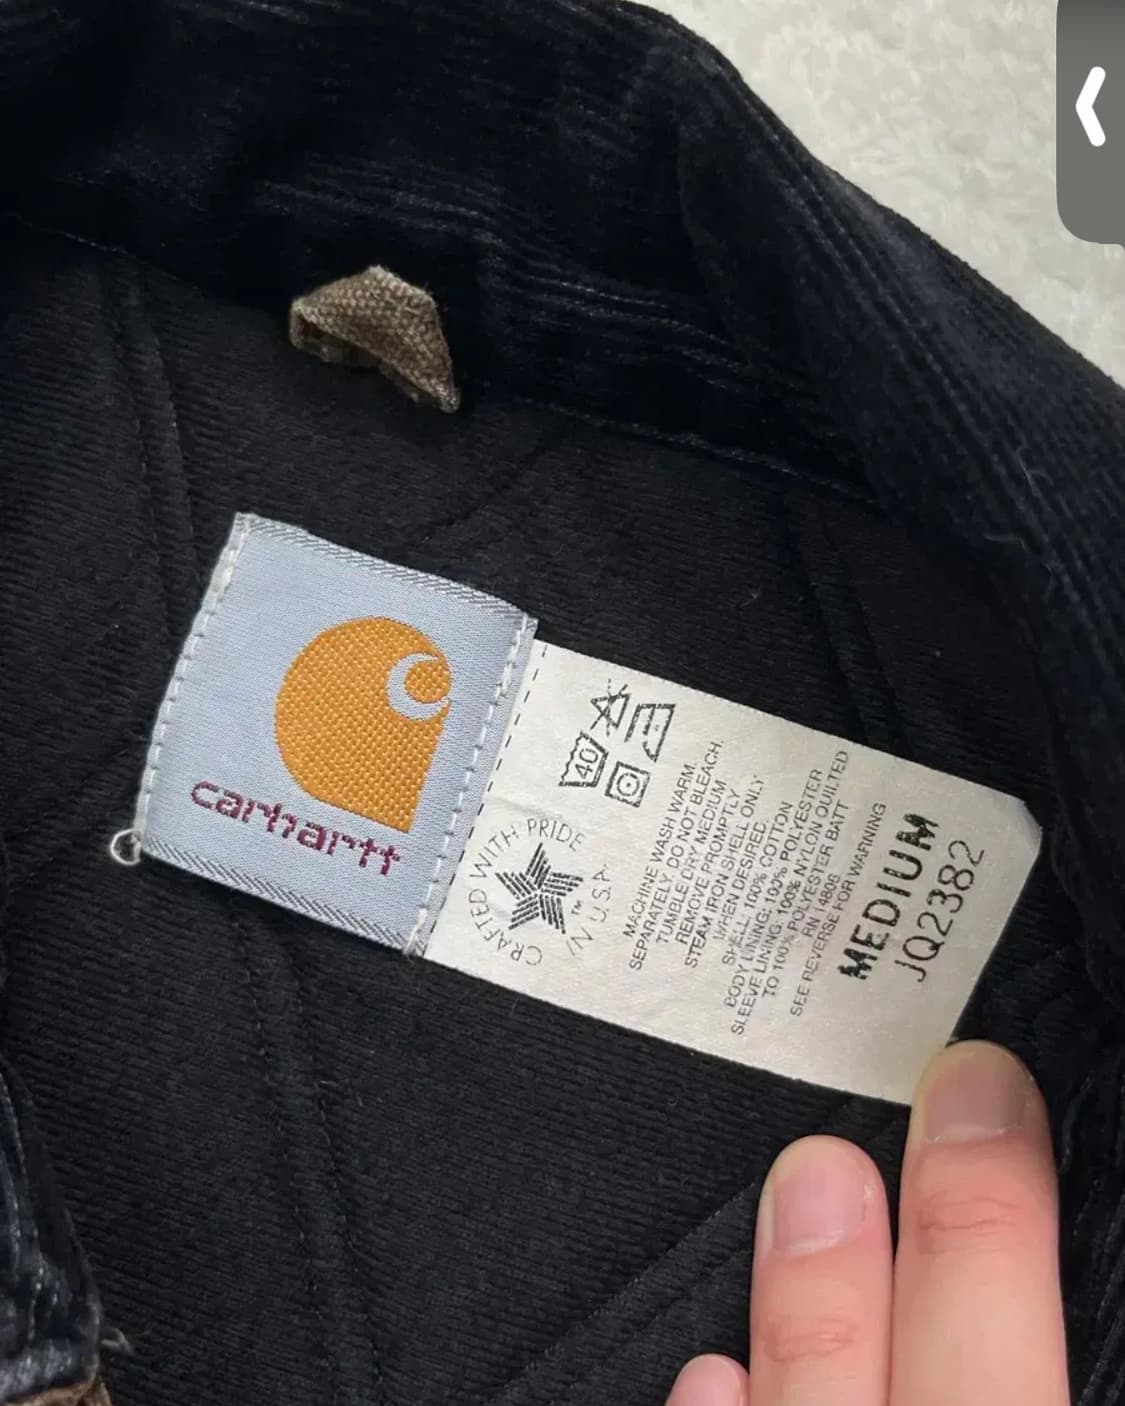 carhartt
40
CRAFTED WITH PRIDE
IN U.S.A.
TM
MACHINE WASH WARM.
SEPARATELY. DO NOT BLEACH.
TUMBLE DRY MEDIUM.
REMOVE PROMPTLY.
STEAM IRON SHELL ONLY
WHEN DESIRED.
SHELL: 100% COTTON
BODY LINING: 100% POLYESTER
SLEEVE LINING: 100% NYLON QUILTED
TO 100% POLYESTER BATT
RN 14806
SEE REVERSE FOR WARNING
MEDIUM
JQ2382